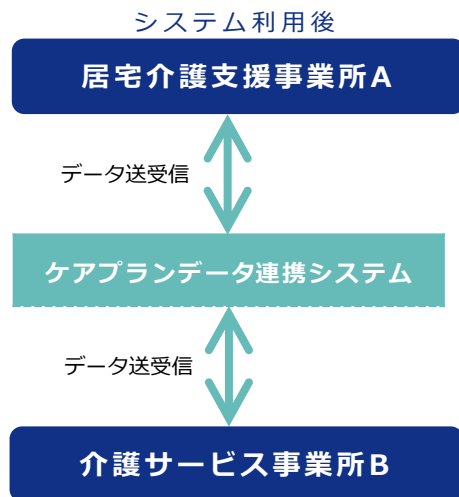 システム利用後
居宅介護支援事業所A
データ送受信
ケアプランデータ連携システム
データ送受信
介護サービス事業所B